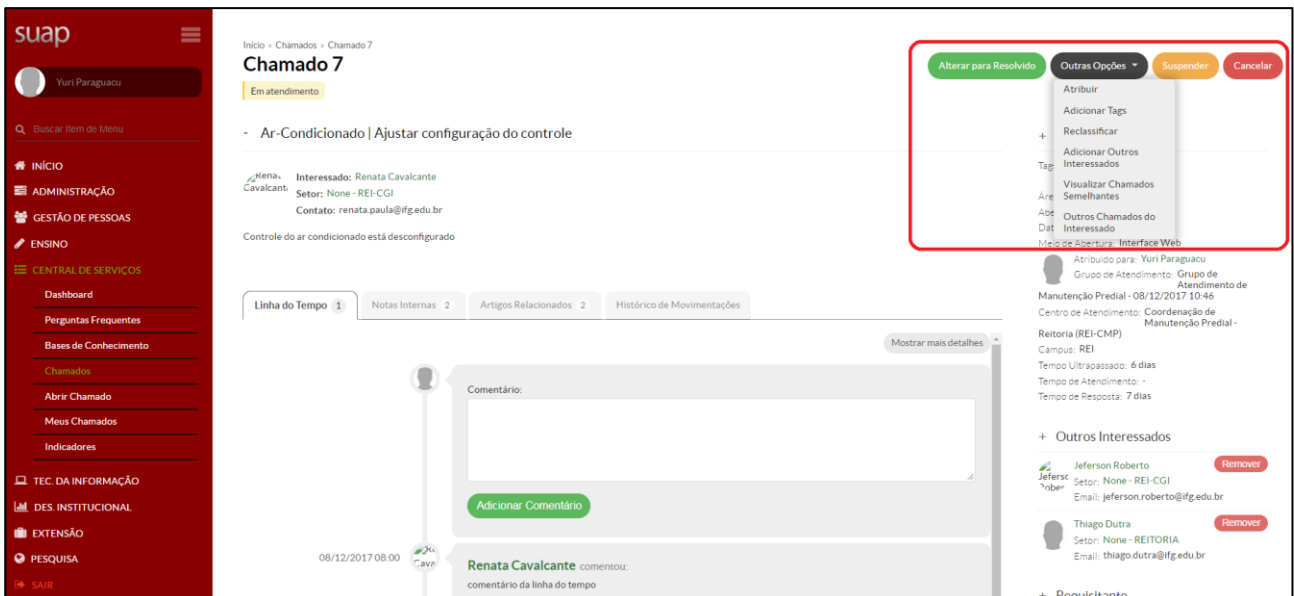 suap
Yuri Paraguacu
Buscar Item de Menu
INÍCIO
ADMINISTRAÇÃO
GESTÃO DE PESSOAS
ENSINO
CENTRAL DE SERVIÇOS
Dashboard
Perguntas Frequentes
Bases de Conhecimento
Chamados
Abrir Chamado
Meus Chamados
Indicadores
TEC. DA INFORMAÇÃO
DES. INSTITUCIONAL
EXTENSÃO
PESQUISA
SAIR
Início » Chamados » Chamado 7
Chamado 7
Em atendimento
Alterar para Resolvido
Outras Opções
Suspender
Cancelar
Atribuir
Adicionar Tags
Reclassificar
Adicionar Outros
Interessados
Visualizar Chamados
Semelhantes
Outros Chamados do
Interessado
- Ar-Condicionado | Ajustar configuração do controle
Interessado: Renata Cavalcante
Setor: None - REI-CGI
Contato: renata.paula@ifg.edu.br
Controle do ar condicionado está desconfigurado
Linha do Tempo 1
Notas Internas 2
Artigos Relacionados 2
Histórico de Movimentações
Mostrar mais detalhes
Comentário:
Adicionar Comentário
08/12/2017 08:00
Renata Cavalcante comentou:
comentário da linha do tempo
+
Meio de Abertura: Interface Web
Atribuído para: Yuri Paraguacu
Grupo de Atendimento: Grupo de
Atendimento de
Manutenção Predial - 08/12/2017 10:46
Centro de Atendimento: Coordenação de
Manutenção Predial -
Reitoria (REI-CMP)
Campus: REI
Tempo Ultrapassado: 6 dias
Tempo de Atendimento: -
Tempo de Resposta: 7 dias
+ Outros Interessados
Jeferson Roberto
Remover
Setor: None - REI-CGI
Email: jeferson.roberto@ifg.edu.br
Thiago Dutra
Remover
Setor: None - REITORIA
Email: thiago.dutra@ifg.edu.br
+ Requisitante